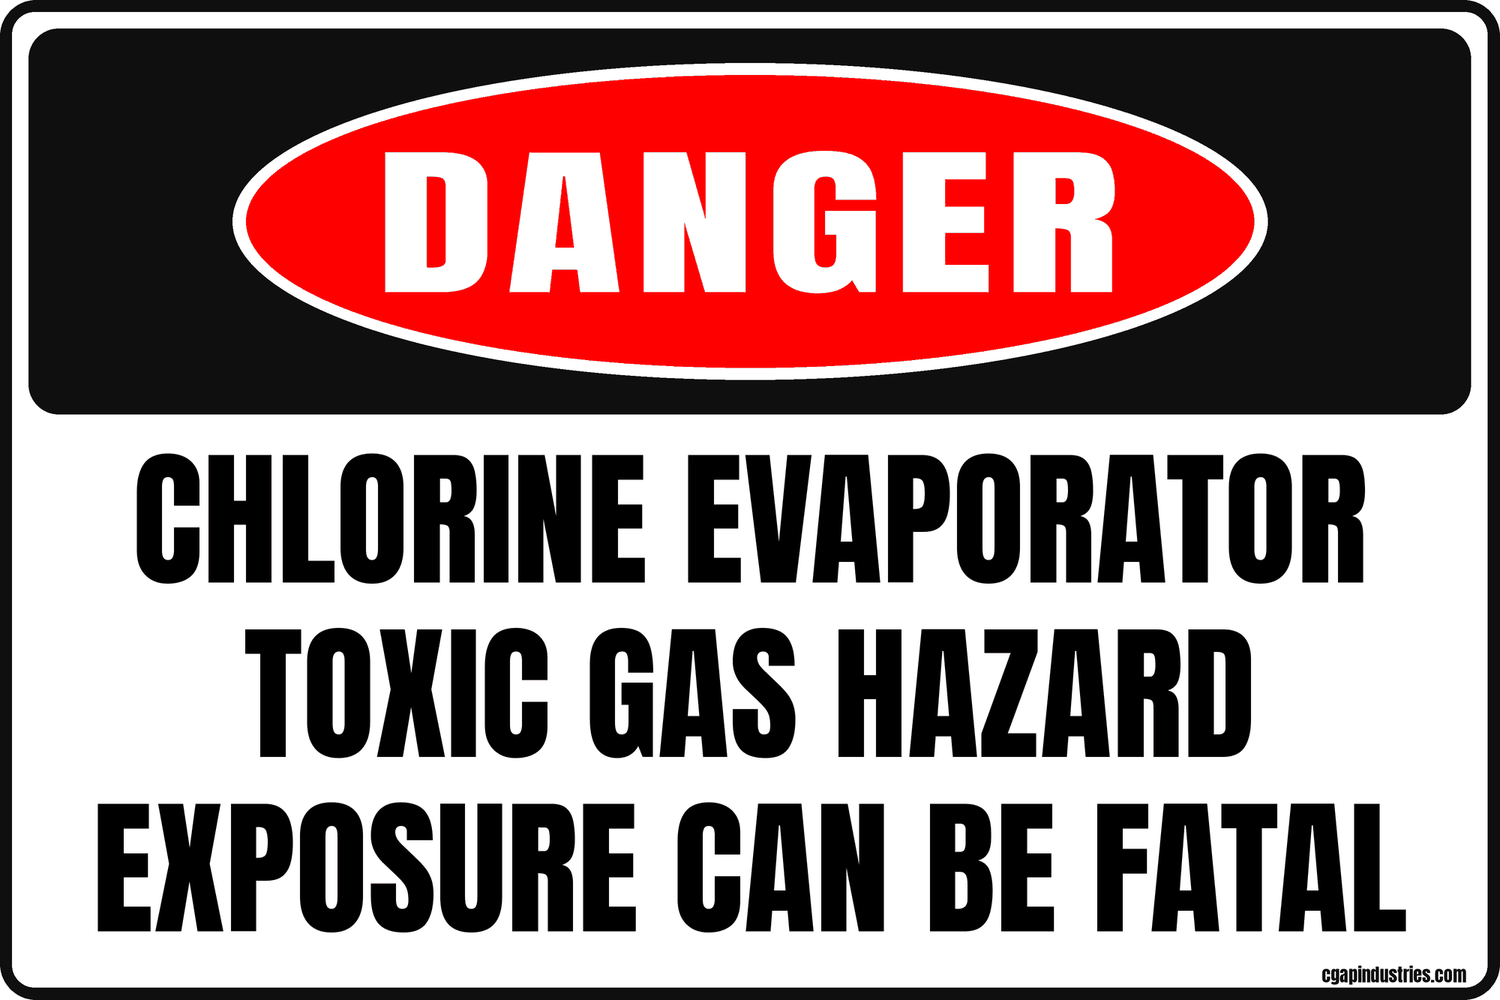 DANGER
CHLORINE EVAPORATOR
TOXIC GAS HAZARD
EXPOSURE CAN BE FATAL
cgapindustries.com